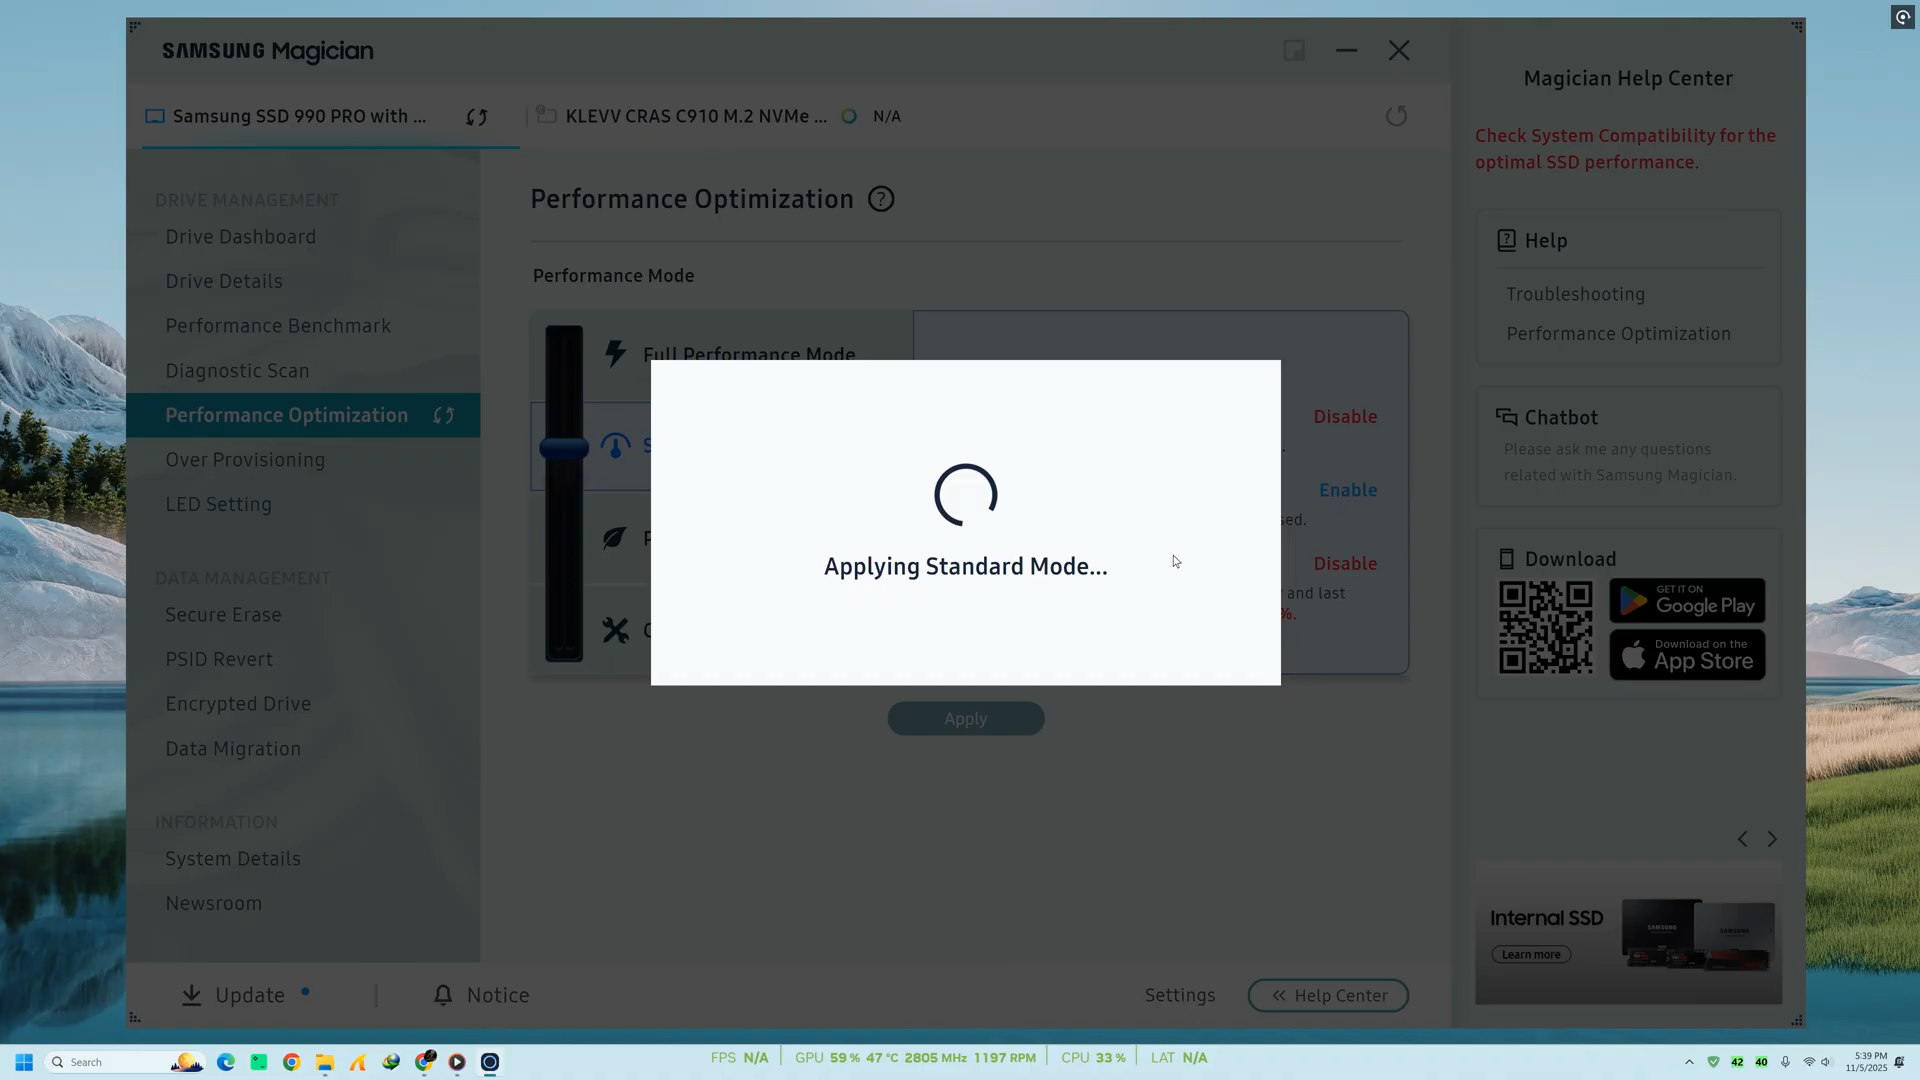 SAMSUNG Magician
Samsung SSD 990 PRO with ...
KLEVV CRAS C910 M.2 NVMe ...
N/A
DRIVE MANAGEMENT
Drive Dashboard
Drive Details
Performance Benchmark
Diagnostic Scan
Performance Optimization
Over Provisioning
LED Setting
DATA MANAGEMENT
Secure Erase
PSID Revert
Encrypted Drive
Data Migration
INFORMATION
System Details
Newsroom
Performance Optimization
Performance Mode
Full Performance Mode
Disable
Enable
sed.
Disable
and last
%.
Applying Standard Mode...
Apply
Update
Notice
Settings
Help Center
Magician Help Center
Check System Compatibility for the
optimal SSD performance.
Help
Troubleshooting
Performance Optimization
Chatbot
Please ask me any questions
related with Samsung Magician.
Download
GET IT ON
Google Play
Download on the
App Store
Internal SSD
Learn more
SAMSUNG
SAMSUNG
Search
FPS N/A
GPU 59 % 47 °C 2805 MHz 1197 RPM
CPU 33 %
LAT N/A
42
40
5:39 PM
11/5/2025